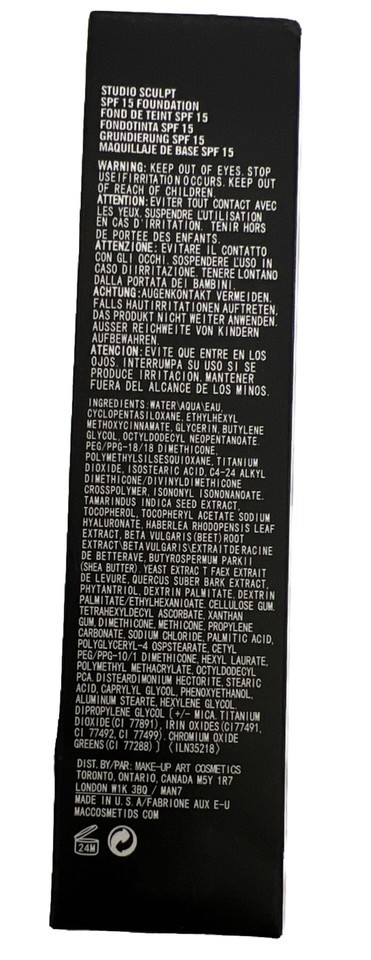 STUDIO SCULPT
SPF 15 FOUNDATION
FOND DE TEINT SPF 15
FONDOTINTA SPF 15
GRUNDIERUNG SPF 15
MAQUILLAJE DE BASE SPF 15
WARNING: KEEP OUT OF EYES. STOP
USE IF IRRITATION OCCURS. KEEP OUT
OF REACH OF CHILDREN.
ATTENTION: EVITER TOUT CONTACT AVEC
LES YEUX. SUSPENDRE L'UTILISATION
EN CAS D'IRRITATION. TENIR HORS
DE PORTEE DES ENFANTS.
ATTENZIONE: EVITARE IL CONTATTO
CON GLI OCCHI. SOSPENDERE L'USO IN
CASO DI IRRITAZIONE. TENERE LONTANO
DALLA PORTATA DEI BAMBINI.
ACHTUNG: AUGENKONTAKT VERMEIDEN.
FALLS HAUTIRRITATIONEN AUFTRETEN,
DAS PRODUKT NICHT WEITER ANWENDEN.
AUSSER REICHWEITE VON KINDERN
AUFBEWAHREN.
ATENCION: EVITE QUE ENTRE EN LOS
OJOS. INTERRUMPA SU USO SI SE
PRODUCE IRRITACION. MANTENER
FUERA DEL ALCANCE DE LOS MINOS.
INGREDIENTS: WATER\AQUA\EAU,
CYCLOPENTASILOXANE, ETHYLHEXYL
METHOXYCINNAMATE, GLYCERIN, BUTYLENE
GLYCOL, OCTYLDODECYL NEOPENTANOATE.
PEG/PPG-18/18 DIMETHICONE,
POLYMETHYLSILSESQUIOXANE, TITANIUM
DIOXIDE, ISOSTEARIC ACID, C4-24 ALKYL
DIMETHICONE/DIVINYLDIMETHICONE
CROSSPOLYMER, ISONONYL ISONONANOATE.
TAMARINDUS INDICA SEED EXTRACT,
TOCOPHEROL, TOCOPHERYL ACETATE SODIUM
HYALURONATE, HABERLEA RHODOPENSIS LEAF
EXTRACT, BETA VULGARIS (BEET) ROOT
EXTRACT\BETA VULGARIS\EXTRAIT DE RACINE
DE BETTERAVE, BUTYROSPERMUM PARKII
(SHEA BUTTER). YEAST EXTRAC T FAEX EXTRAIT
DE LEVURE, QUERCUS SUBER BARK EXTRACT,
PHYTANTRIOL, DEXTRIN PALMITATE, DEXTRIN
PALMITATE/ETHYLHEXANIOATE. CELLULOSE GUM.
TETRAHEXYLDECYL ASCORBATE, XANTHAN
GUM, DIMETHICONE, METHICONE, PROPYLENE
CARBONATE, SODIUM CHLORIDE, PALMITIC ACID,
POLYGLYCERYL-4 OSPSTEARATE, CETYL
PEG/PPG-10/1 DIMETHICONE, HEXYL LAURATE,
POLYMETHYL METHACRYLATE, OCTYLDODECYL
PCA. DISTEARDIMONIUM HECTORITE, STEARIC
ACID, CAPRYLYL GLYCOL, PHENOXYETHANOL,
ALUMINUM STEARTE, HEXYLENE GLYCOL,
DIPROPYLENE GLYCOL [+/- MICA, TITANIUM
DIOXIDE (CI 77891), IRIN OXIDES (CI77491,
CI 77492, CI 77499). CHROMIUM OXIDE
GREENS (CI 77288) ] (ILN35218)
DIST. BY/PAR: MAKE-UP ART COSMETICS
TORONTO, ONTARIO, CANADA M5Y 1R7
LONDON W1K 3BQ / MAN7
MADE IN U.S.A/FABRIONE AUX E-U
MACCOSMETIDS COM
24M